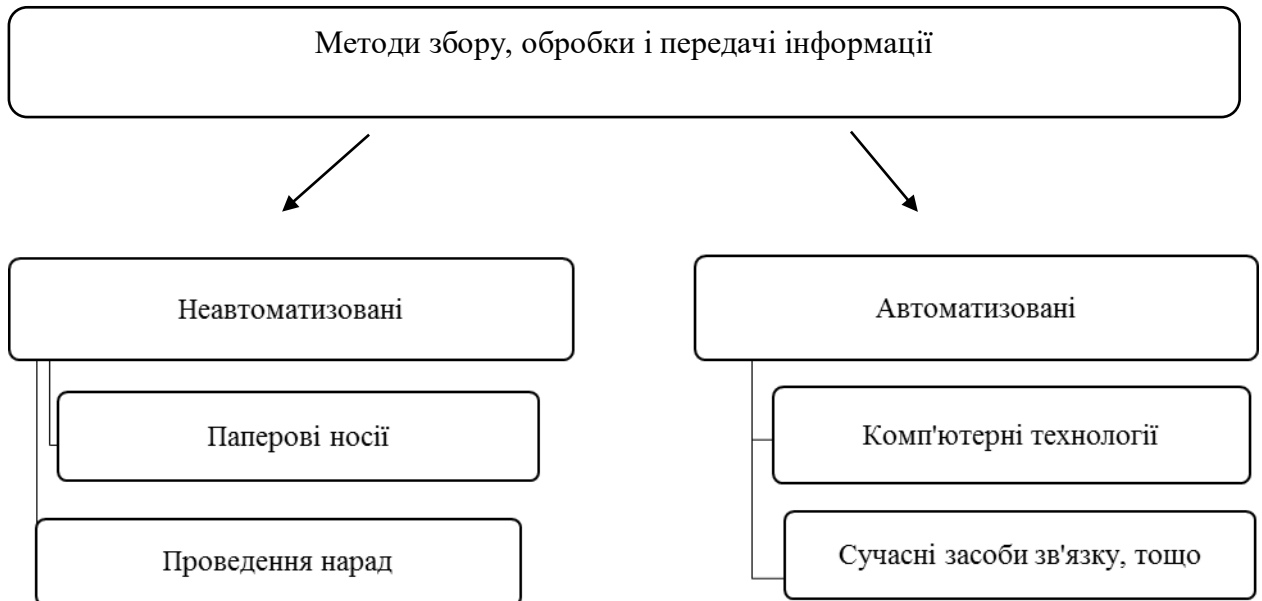 Методи збору, обробки і передачі інформації
Неавтоматизовані
Паперові носії
Проведення нарад
Автоматизовані
Комп'ютерні технології
Сучасні засоби зв'язку, тощо